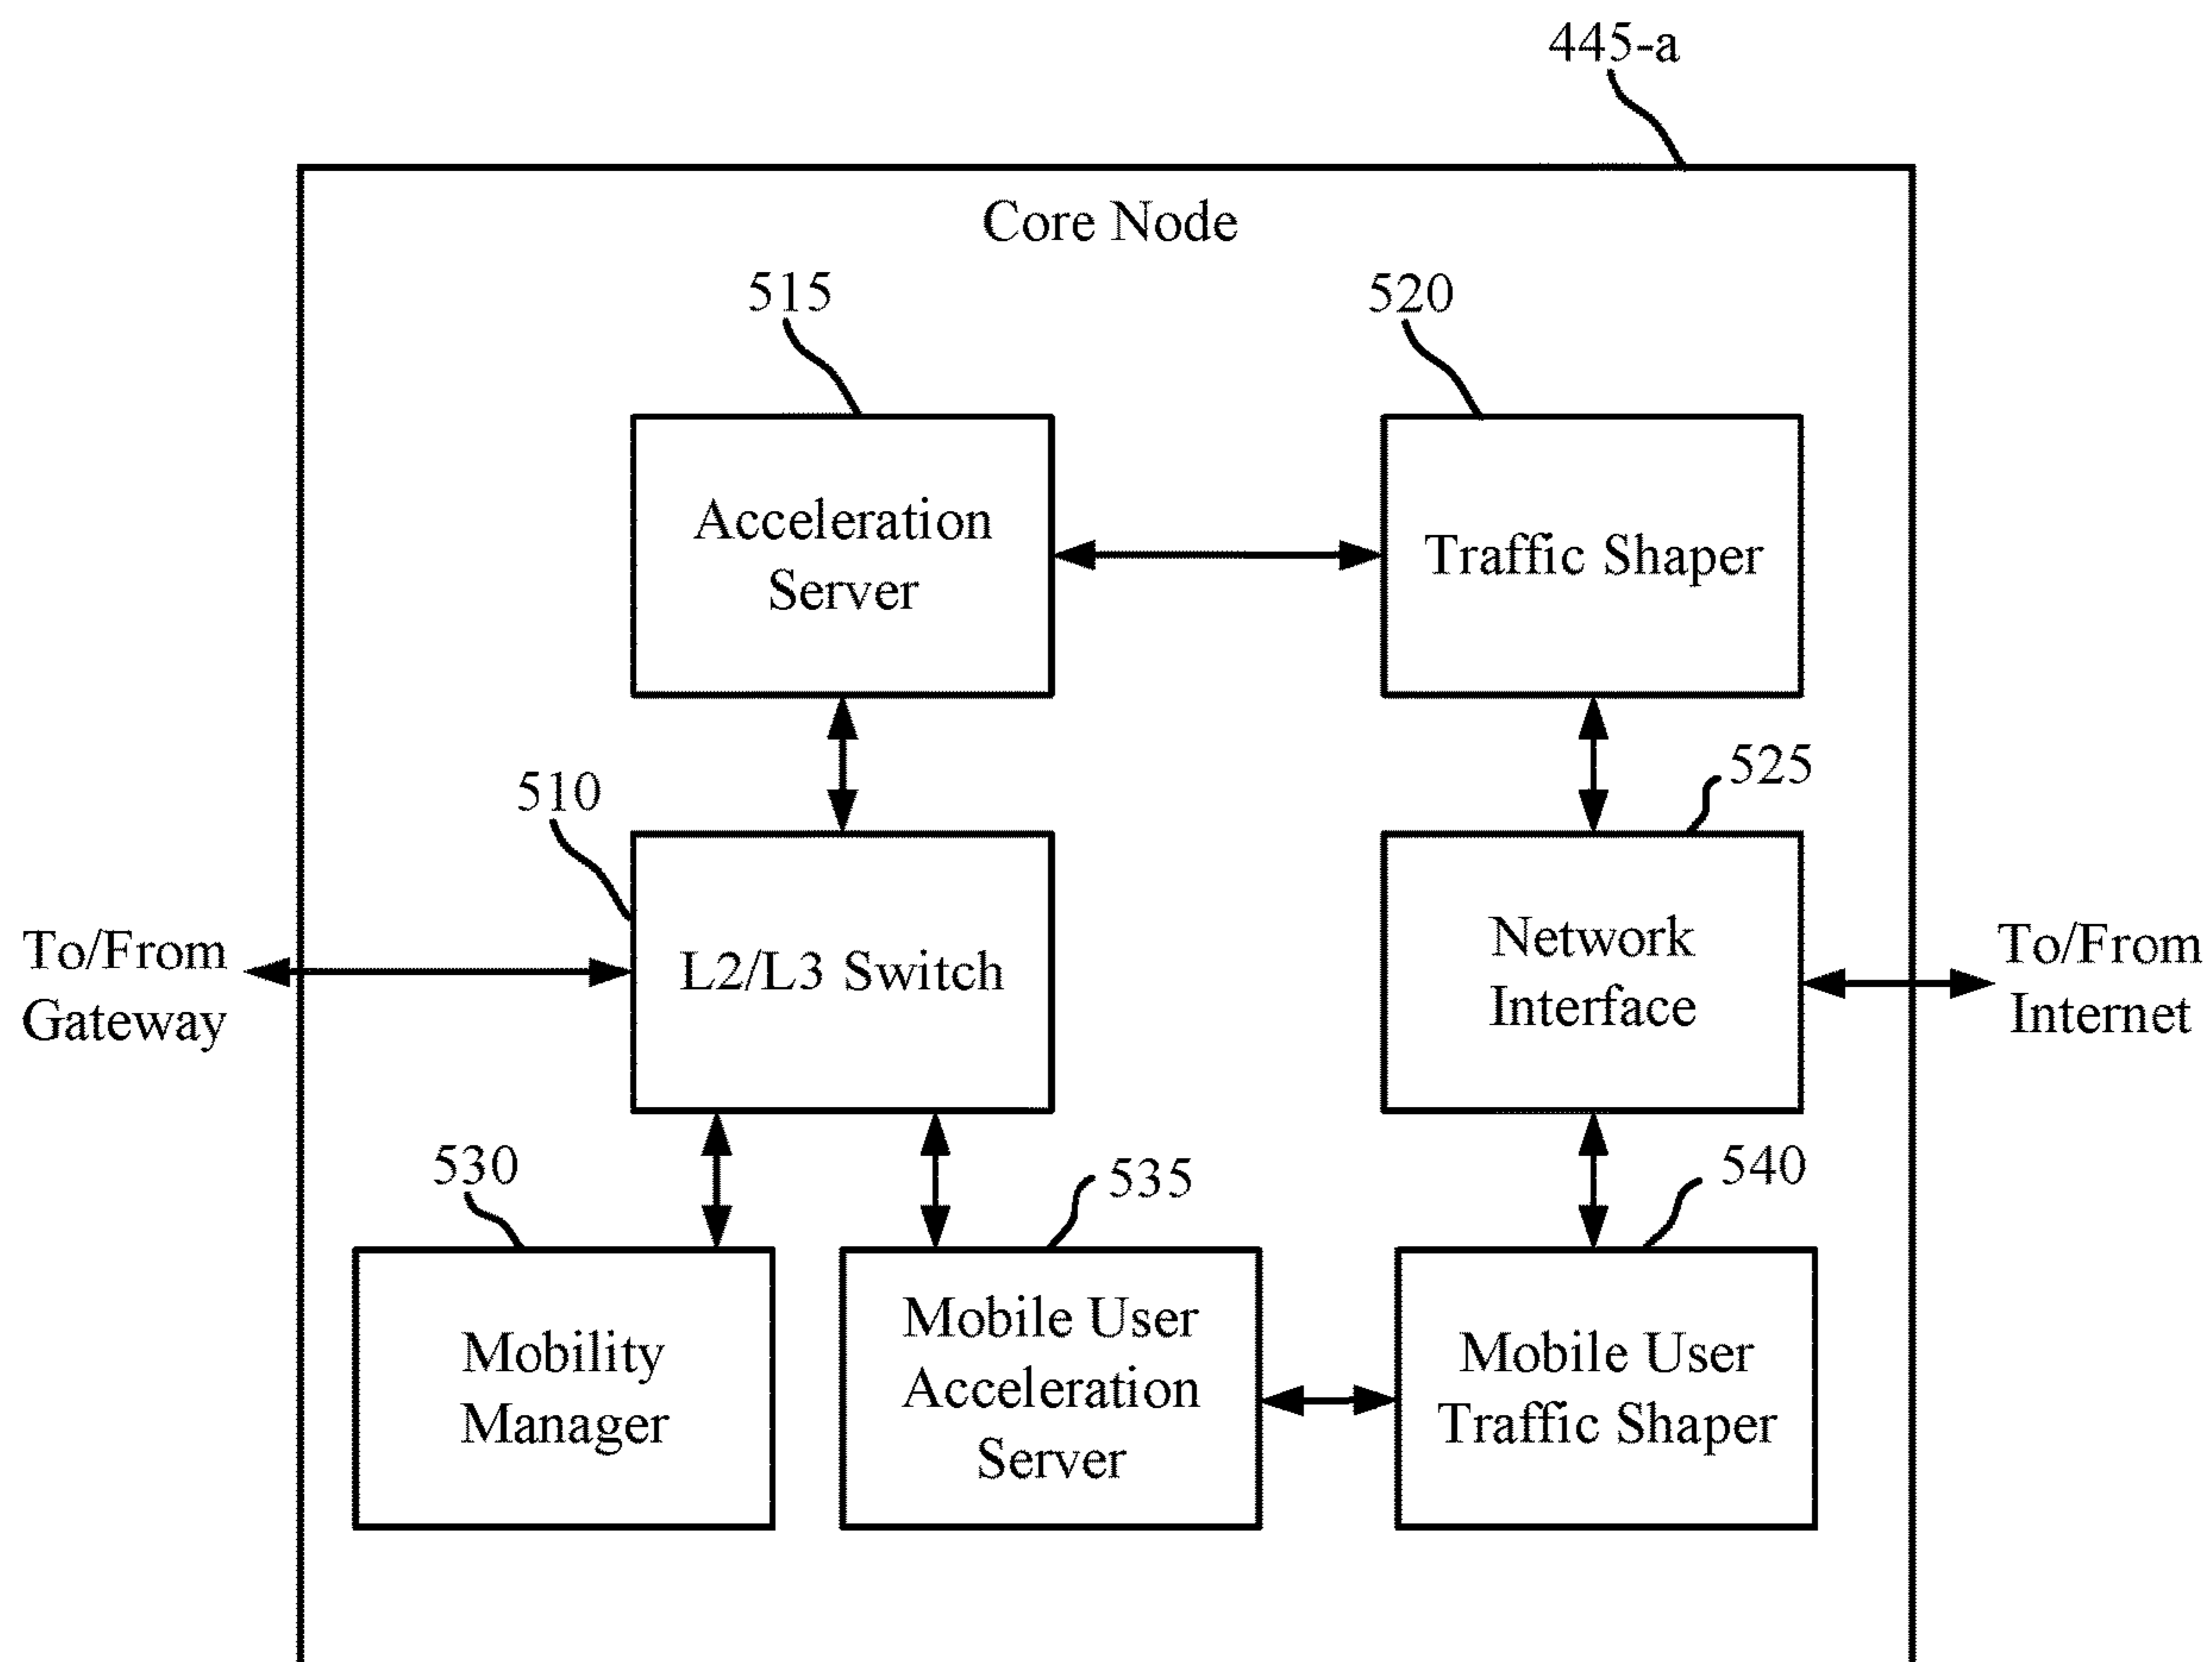 445-a
Core Node
515
520
Acceleration
Server
Traffic Shaper
510
525
To/From
Gateway
L2/L3 Switch
Network
Interface
To/From
Internet
530
535
540
Mobility
Manager
Mobile User
Acceleration
Server
Mobile User
Traffic Shaper